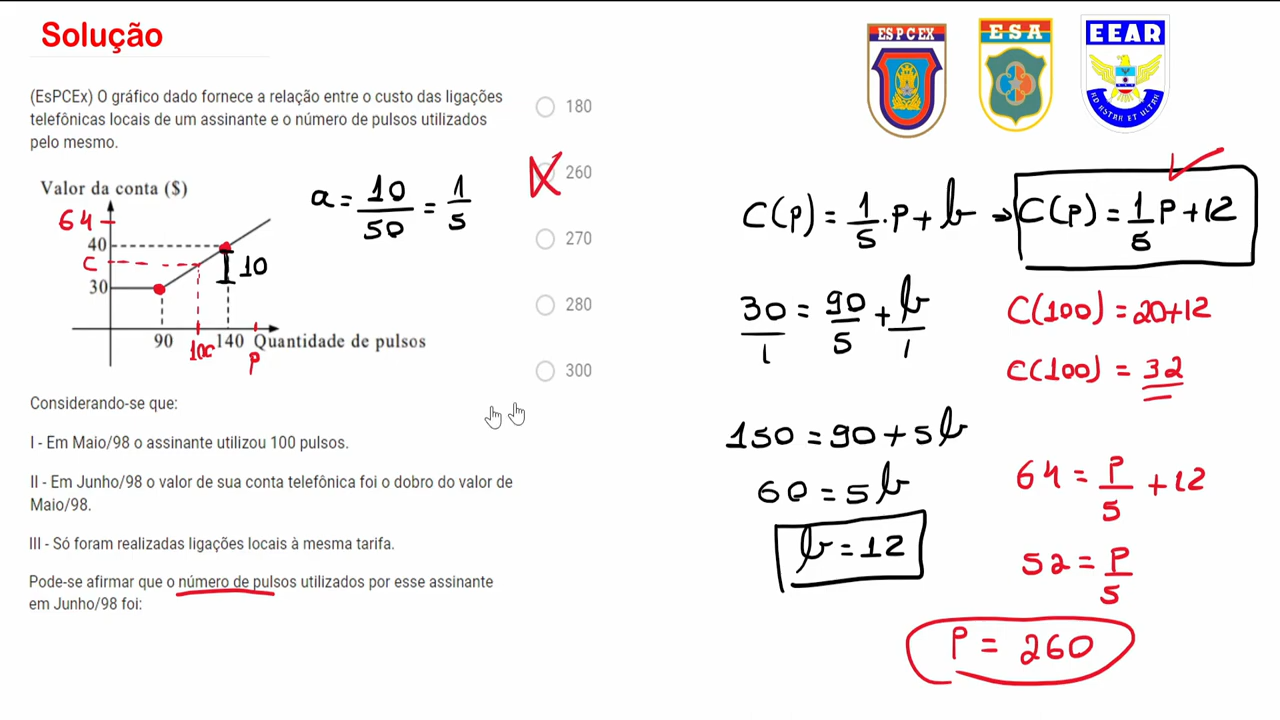 Solução
(EsPCEx) O gráfico dado fornece a relação entre o custo das ligações
telefônicas locais de um assinante e o número de pulsos utilizados
pelo mesmo.
Valor da conta ($)
64
40
C
30
10
90
100
140
Quantidade de pulsos
P
a = 10/50 = 1/5
180
260
270
280
300
Considerando-se que:
I - Em Maio/98 o assinante utilizou 100 pulsos.
II - Em Junho/98 o valor de sua conta telefônica foi o dobro do valor de
Maio/98.
III - Só foram realizadas ligações locais à mesma tarifa.
Pode-se afirmar que o número de pulsos utilizados por esse assinante
em Junho/98 foi:
ESPCEX
ESA
EEAR
AD ASTRA ET ULTRA
C(p) = 1/5 . P + b → C(p) = 1/5 P + 12
30/1 = 90/5 + b/1
150 = 90 + 5b
60 = 5b
b = 12
C(100) = 20+12
C(100) = 32
64 = P/5 + 12
52 = P/5
P = 260